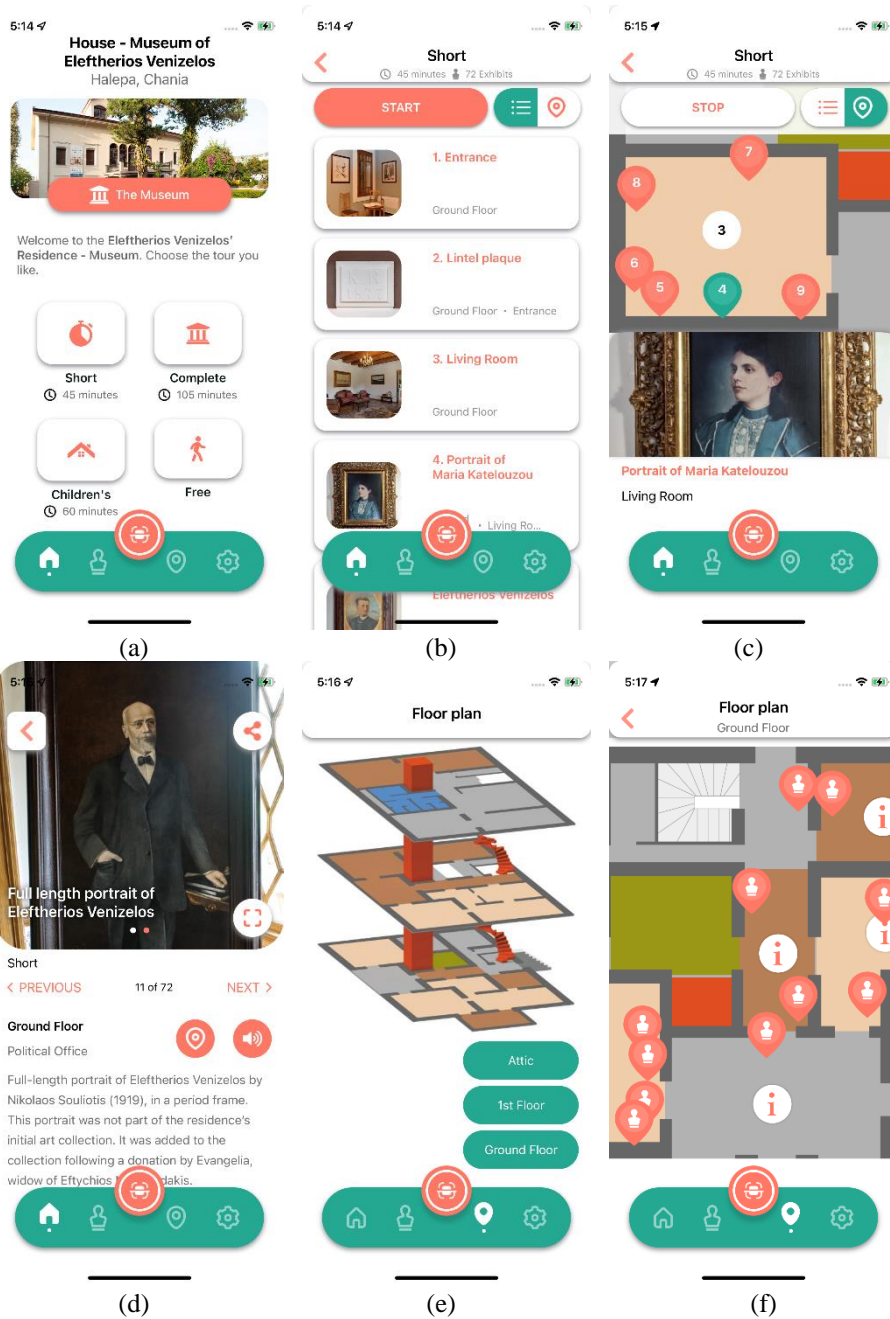 5:14
House - Museum of
Eleftherios Venizelos
Halepa, Chania
The Museum
Welcome to the Eleftherios Venizelos'
Residence - Museum. Choose the tour you
like.
Short
45 minutes
Complete
105 minutes
Children's
60 minutes
Free
(a)
5:14
Short
45 minutes 72 Exhibits
START
1. Entrance
Ground Floor
2. Lintel plaque
Ground Floor • Entrance
3. Living Room
Ground Floor
4. Portrait of
Maria Katelouzou
• Living Ro...
Eleftherios Venizelos
(b)
5:15
Short
45 minutes 72 Exhibits
STOP
7
8
3
6
5
4
9
Portrait of Maria Katelouzou
Living Room
(c)
Full length portrait of
Eleftherios Venizelos
Short
< PREVIOUS
11 of 72
NEXT >
Ground Floor
Political Office
Full-length portrait of Eleftherios Venizelos by
Nikolaos Souliotis (1919), in a period frame.
This portrait was not part of the residence's
initial art collection. It was added to the
collection following a donation by Evangelia,
widow of Eftychios
(d)
5:16
Floor plan
Attic
1st Floor
Ground Floor
(e)
5:17
Floor plan
Ground Floor
i
i
i
i
(f)